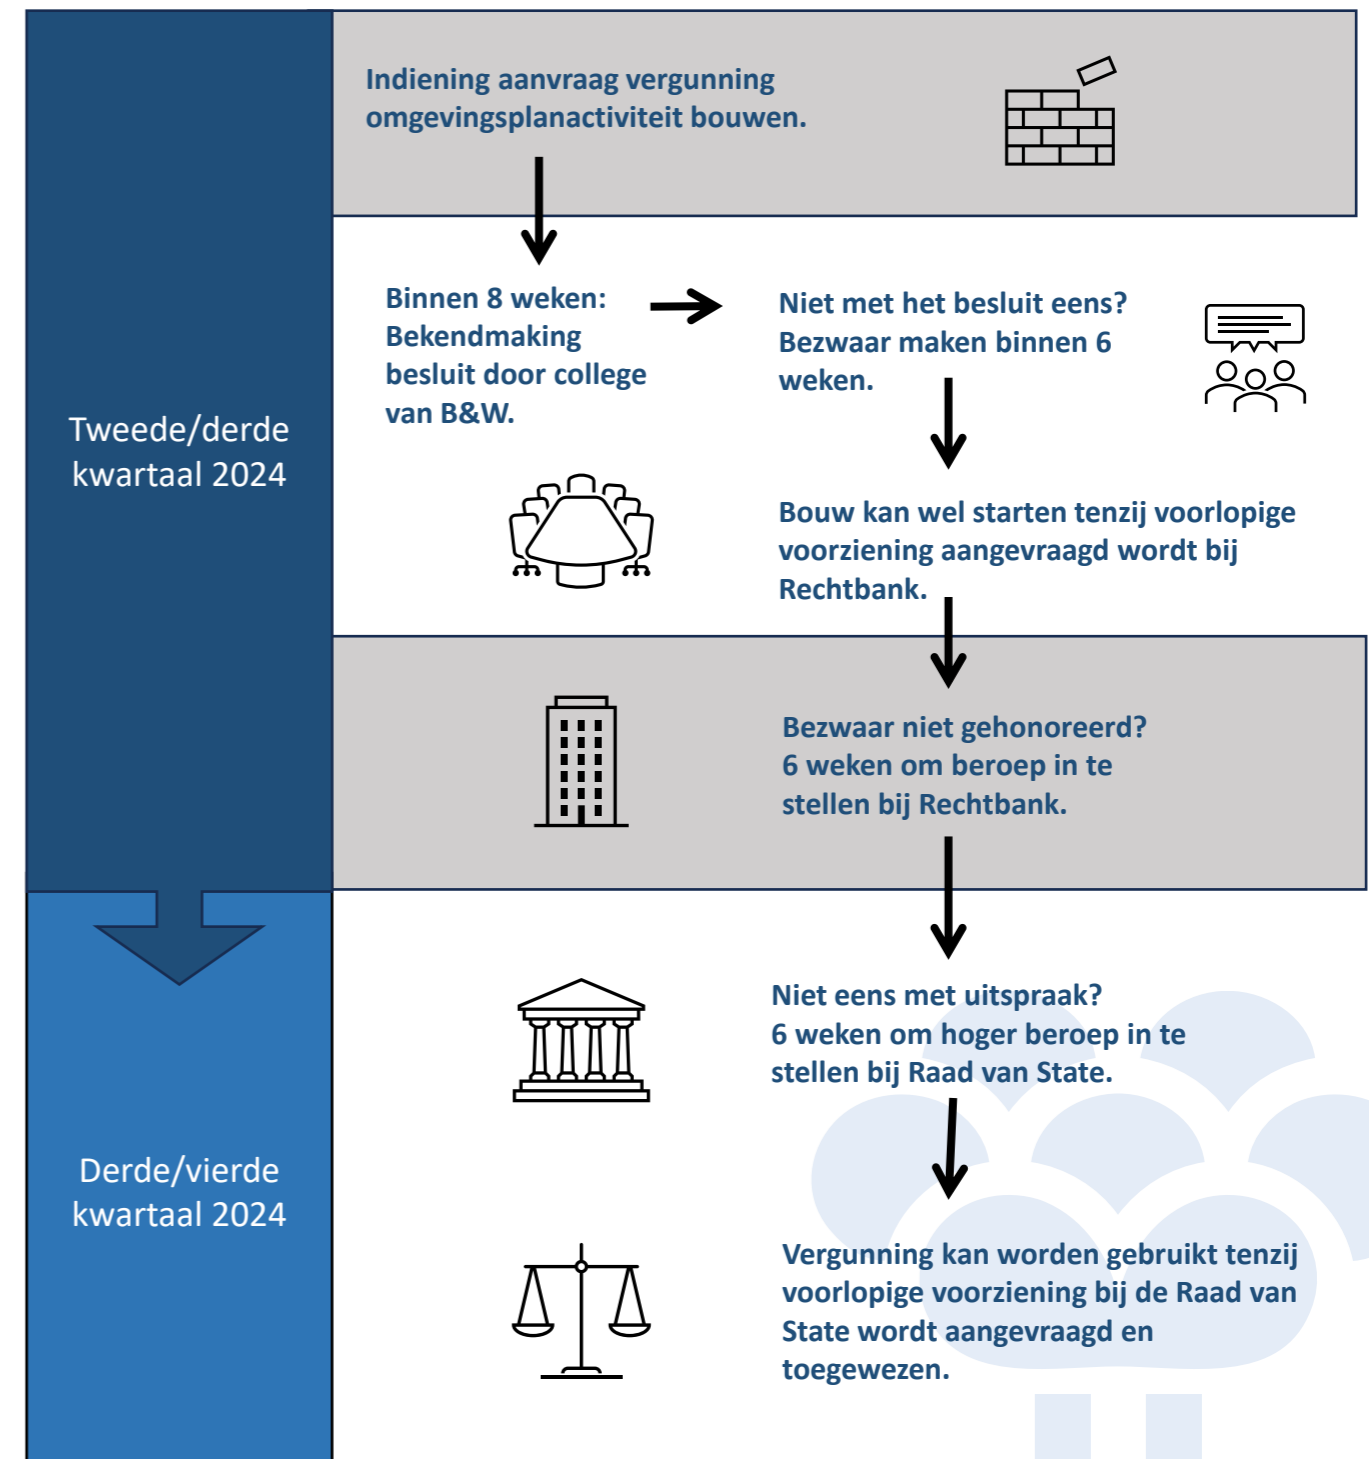 Indiening aanvraag vergunning
omgevingsplanactiviteit bouwen.
Binnen 8 weken:
Bekendmaking
besluit door college
van B&W.
Niet met het besluit eens?
Bezwaar maken binnen 6
weken.
Tweede/derde
kwartaal 2024
Bouw kan wel starten tenzij voorlopige
voorziening aangevraagd wordt bij
Rechtbank.
Bezwaar niet gehonoreerd?
6 weken om beroep in te
stellen bij Rechtbank.
Niet eens met uitspraak?
6 weken om hoger beroep in te
stellen bij Raad van State.
Derde/vierde
kwartaal 2024
Vergunning kan worden gebruikt tenzij
voorlopige voorziening bij de Raad van
State wordt aangevraagd en
toegewezen.